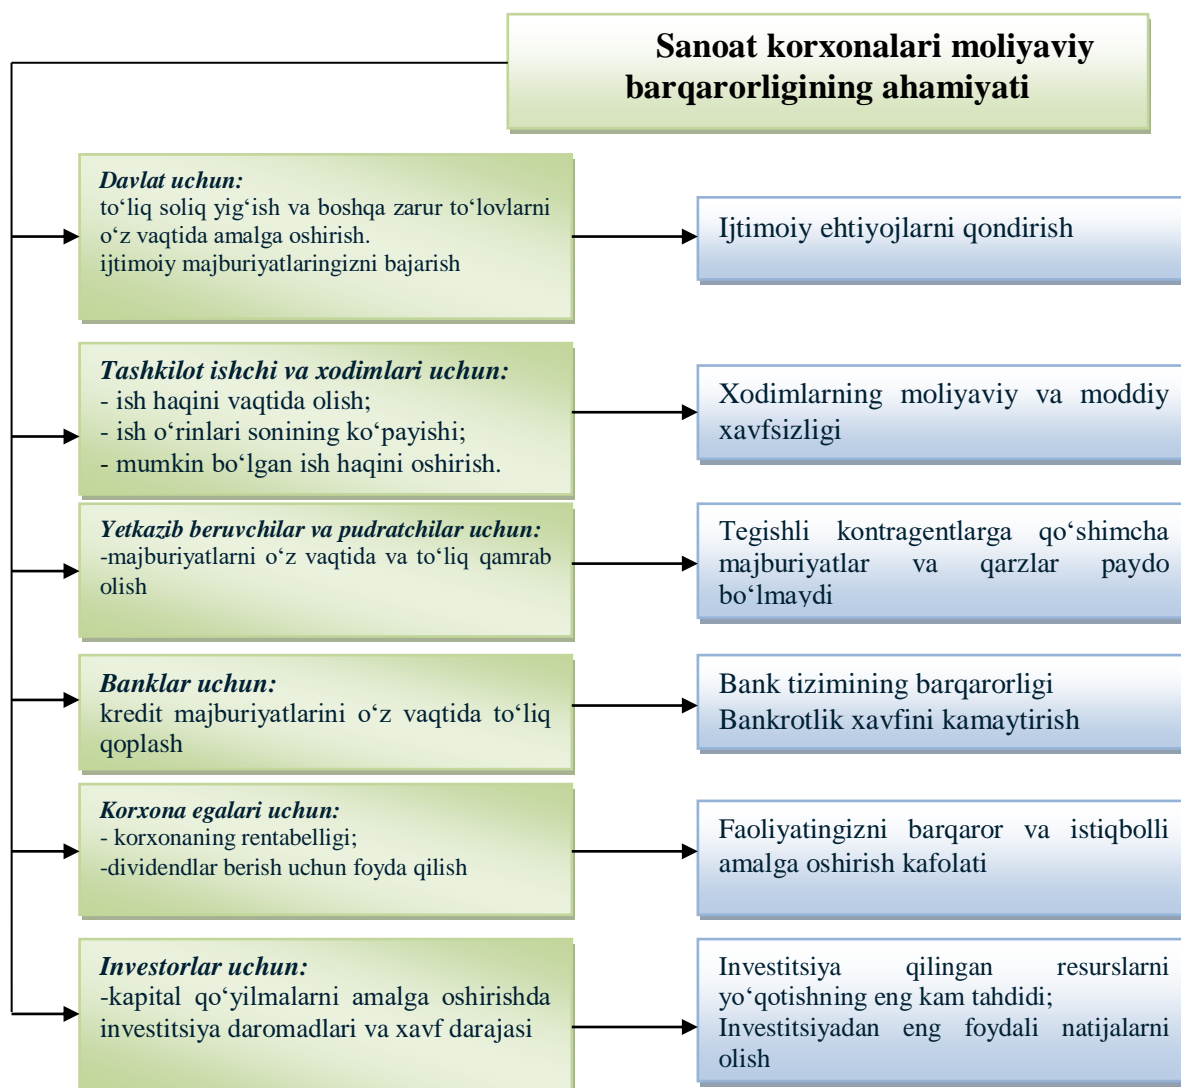 Sanoat korxonalari moliyaviy
barqarorligining ahamiyati
Davlat uchun:
to‘liq soliq yig‘ish va boshqa zarur to‘lovlarni
o‘z vaqtida amalga oshirish.
ijtimoiy majburiyatlaringizni bajarish
Ijtimoiy ehtiyojlarni qondirish
Tashkilot ishchi va xodimlari uchun:
- ish haqini vaqtida olish;
- ish o‘rinlari sonining ko‘payishi;
- mumkin bo‘lgan ish haqini oshirish.
Xodimlarning moliyaviy va moddiy
xavfsizligi
Yetkazib beruvchilar va pudratchilar uchun:
-majburiyatlarni o‘z vaqtida va to‘liq qamrab
olish
Tegishli kontragentlarga qo‘shimcha
majburiyatlar va qarzlar paydo
bo‘lmaydi
Banklar uchun:
kredit majburiyatlarini o‘z vaqtida to‘liq
qoplash
Bank tizimining barqarorligi
Bankrotlik xavfini kamaytirish
Korxona egalari uchun:
- korxonaning rentabelligi;
-dividendlar berish uchun foyda qilish
Faoliyatingizni barqaror va istiqbolli
amalga oshirish kafolati
Investorlar uchun:
-kapital qo‘yilmalarni amalga oshirishda
investitsiya daromadlari va xavf darajasi
Investitsiya qilingan resurslarni
yo‘qotishning eng kam tahdidi;
Investitsiyadan eng foydali natijalarni
olish